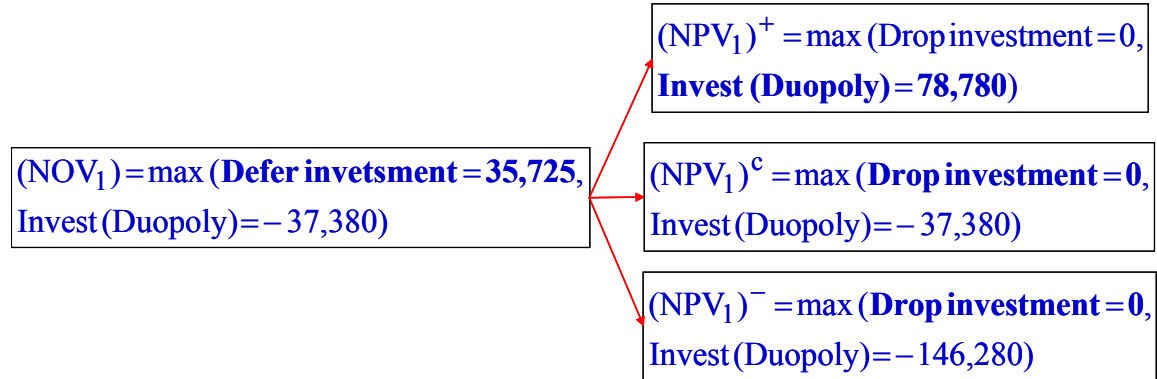 (NPV₁)⁺ = max (Drop investment = 0,
Invest (Duopoly) = 78,780)
(NOV₁) = max (Defer invetsment = 35,725,
Invest (Duopoly) = − 37,380)
(NPV₁)ᶜ = max (Drop investment = 0,
Invest (Duopoly) = − 37,380)
(NPV₁)⁻ = max (Drop investment = 0,
Invest (Duopoly) = −146,280)